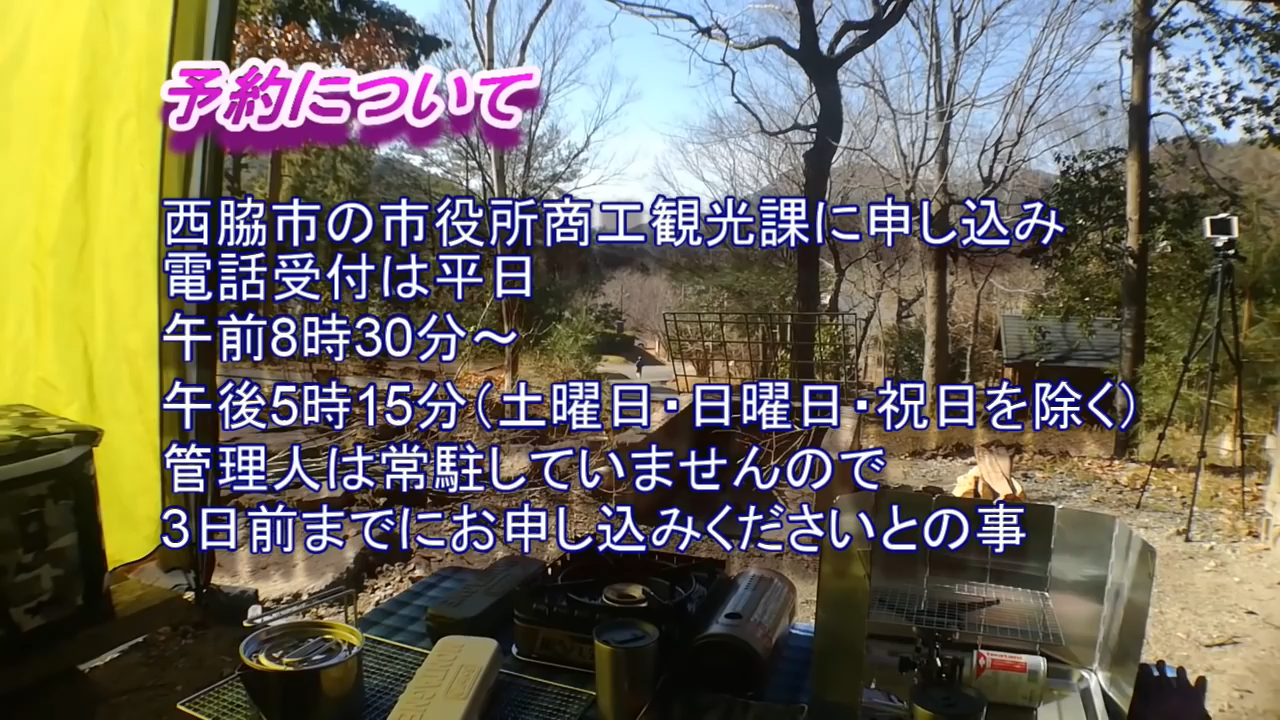 予約について
西脇市の市役所商工観光課に申し込み
電話受付は平日
午前8時30分～
午後5時15分(土曜日・日曜日・祝日を除く)
管理人は常駐していませんので
3日前までにお申し込みくださいとの事